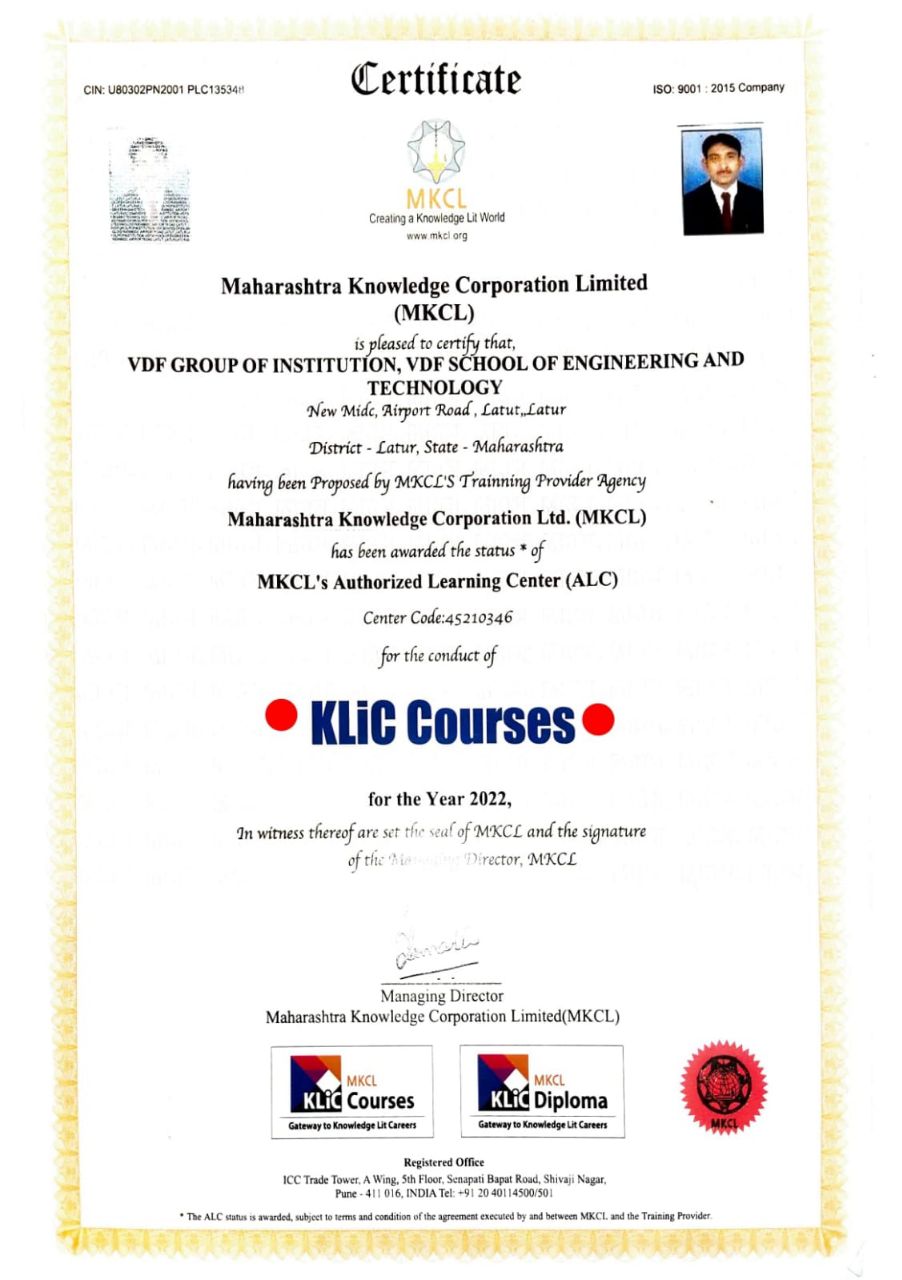 Certificate
CIN: U80302PN2001 PLC135348
ISO: 9001 : 2015 Company
MKCL
Creating a Knowledge Lit World
www.mkcl.org
Maharashtra Knowledge Corporation Limited
(MKCL)
is pleased to certify that,
VDF GROUP OF INSTITUTION, VDF SCHOOL OF ENGINEERING AND
TECHNOLOGY
New Midc, Airport Road , Latut,,Latur
District - Latur, State - Maharashtra
having been Proposed by MKCL'S Trainning Provider Agency
Maharashtra Knowledge Corporation Ltd. (MKCL)
has been awarded the status * of
MKCL's Authorized Learning Center (ALC)
Center Code:45210346
for the conduct of
KLiC Courses
for the Year 2022,
In witness thereof are set the seal of MKCL and the signature
of the Managing Director, MKCL
Managing Director
Maharashtra Knowledge Corporation Limited(MKCL)
MKCL
KLiC Courses
Gateway to Knowledge Lit Careers
MKCL
KLiC Diploma
Gateway to Knowledge Lit Careers
MKCL
Registered Office
ICC Trade Tower, A Wing, 5th Floor, Senapati Bapat Road, Shivaji Nagar,
Pune - 411 016, INDIA Tel: +91 20 40114500/501
* The ALC status is awarded, subject to terms and condition of the agreement executed by and between MKCL and the Training Provider.